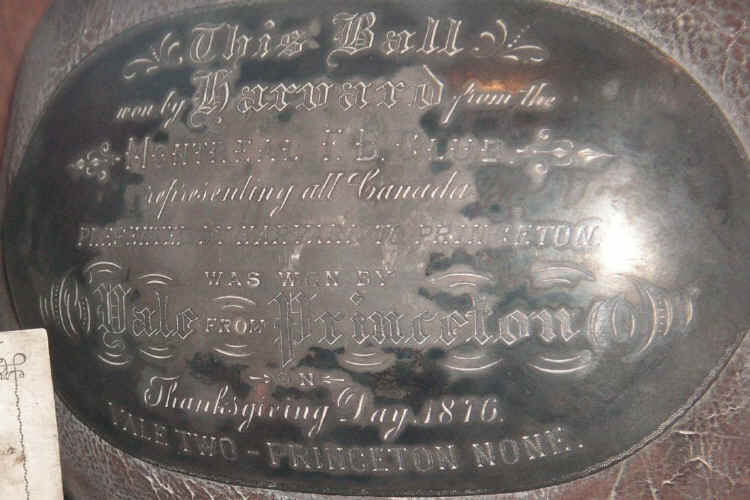 This Ball
won by Harvard from the
MONTREAL F. B. CLUB
representing all Canada
PRESENTED BY HARVARD TO PRINCETON.
WAS WON BY
Yale FROM Princeton
ON
Thanksgiving Day, 1876.
YALE TWO - PRINCETON NONE.